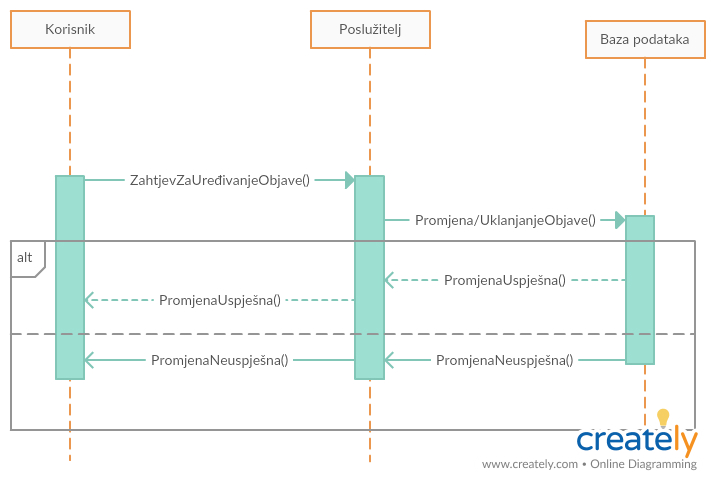 Korisnik
Poslužitelj
Baza podataka
ZahtjevZaUređivanjeObjave()
Promjena/UklanjanjeObjave()
alt
PromjenaUspješna()
PromjenaUspješna()
PromjenaNeuspješna()
PromjenaNeuspješna()
creately
www.creately.com • Online Diagramming